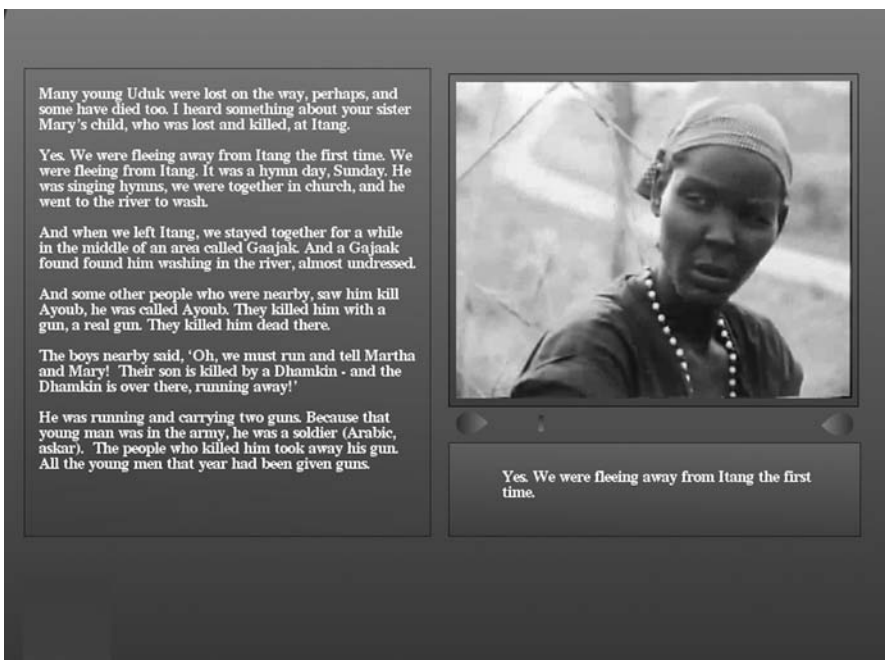 Many young Uduk were lost on the way, perhaps, and
some have died too. I heard something about your sister
Mary's child, who was lost and killed, at Itang.
Yes. We were fleeing away from Itang the first time. We
were fleeing from Itang. It was a hymn day, Sunday. He
was singing hymns, we were together in church, and he
went to the river to wash.
And when we left Itang, we stayed together for a while
in the middle of an area called Gaajak. And a Gajaak
found found him washing in the river, almost undressed.
And some other people who were nearby, saw him kill
Ayoub, he was called Ayoub. They killed him with a
gun, a real gun. They killed him dead there.
The boys nearby said, ‘Oh, we must run and tell Martha
and Mary!  Their son is killed by a Dhamkin - and the
Dhamkin is over there, running away!’
He was running and carrying two guns. Because that
young man was in the army, he was a soldier (Arabic,
askar).  The people who killed him took away his gun.
All the young men that year had been given guns.
Yes. We were fleeing away from Itang the first
time.